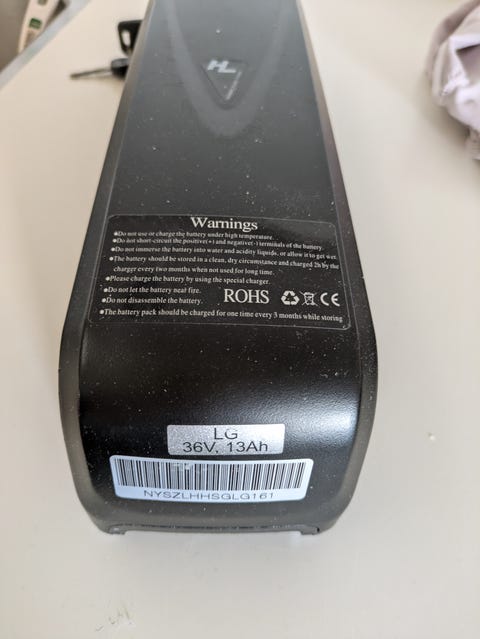 HL
Warnings
●Do not use or charge the battery under high temperature.
●Do not short-circuit the positive(+) and negative(-) terminals of the battery.
●Do not immerse the battery into water and acidity liquids, or allow it to get wet.
●The battery should be stored in a clean, dry circumstance and charged 2h by the
charger every two months when not used for long time.
●Please charge the battery by using the special charger.
●Do not let the battery near fire.
●Do not disassemble the battery.
ROHS CE
●The battery pack should be charged for one time every 3 months while storing
LG
36V, 13Ah
NYSZLHHSGLG161